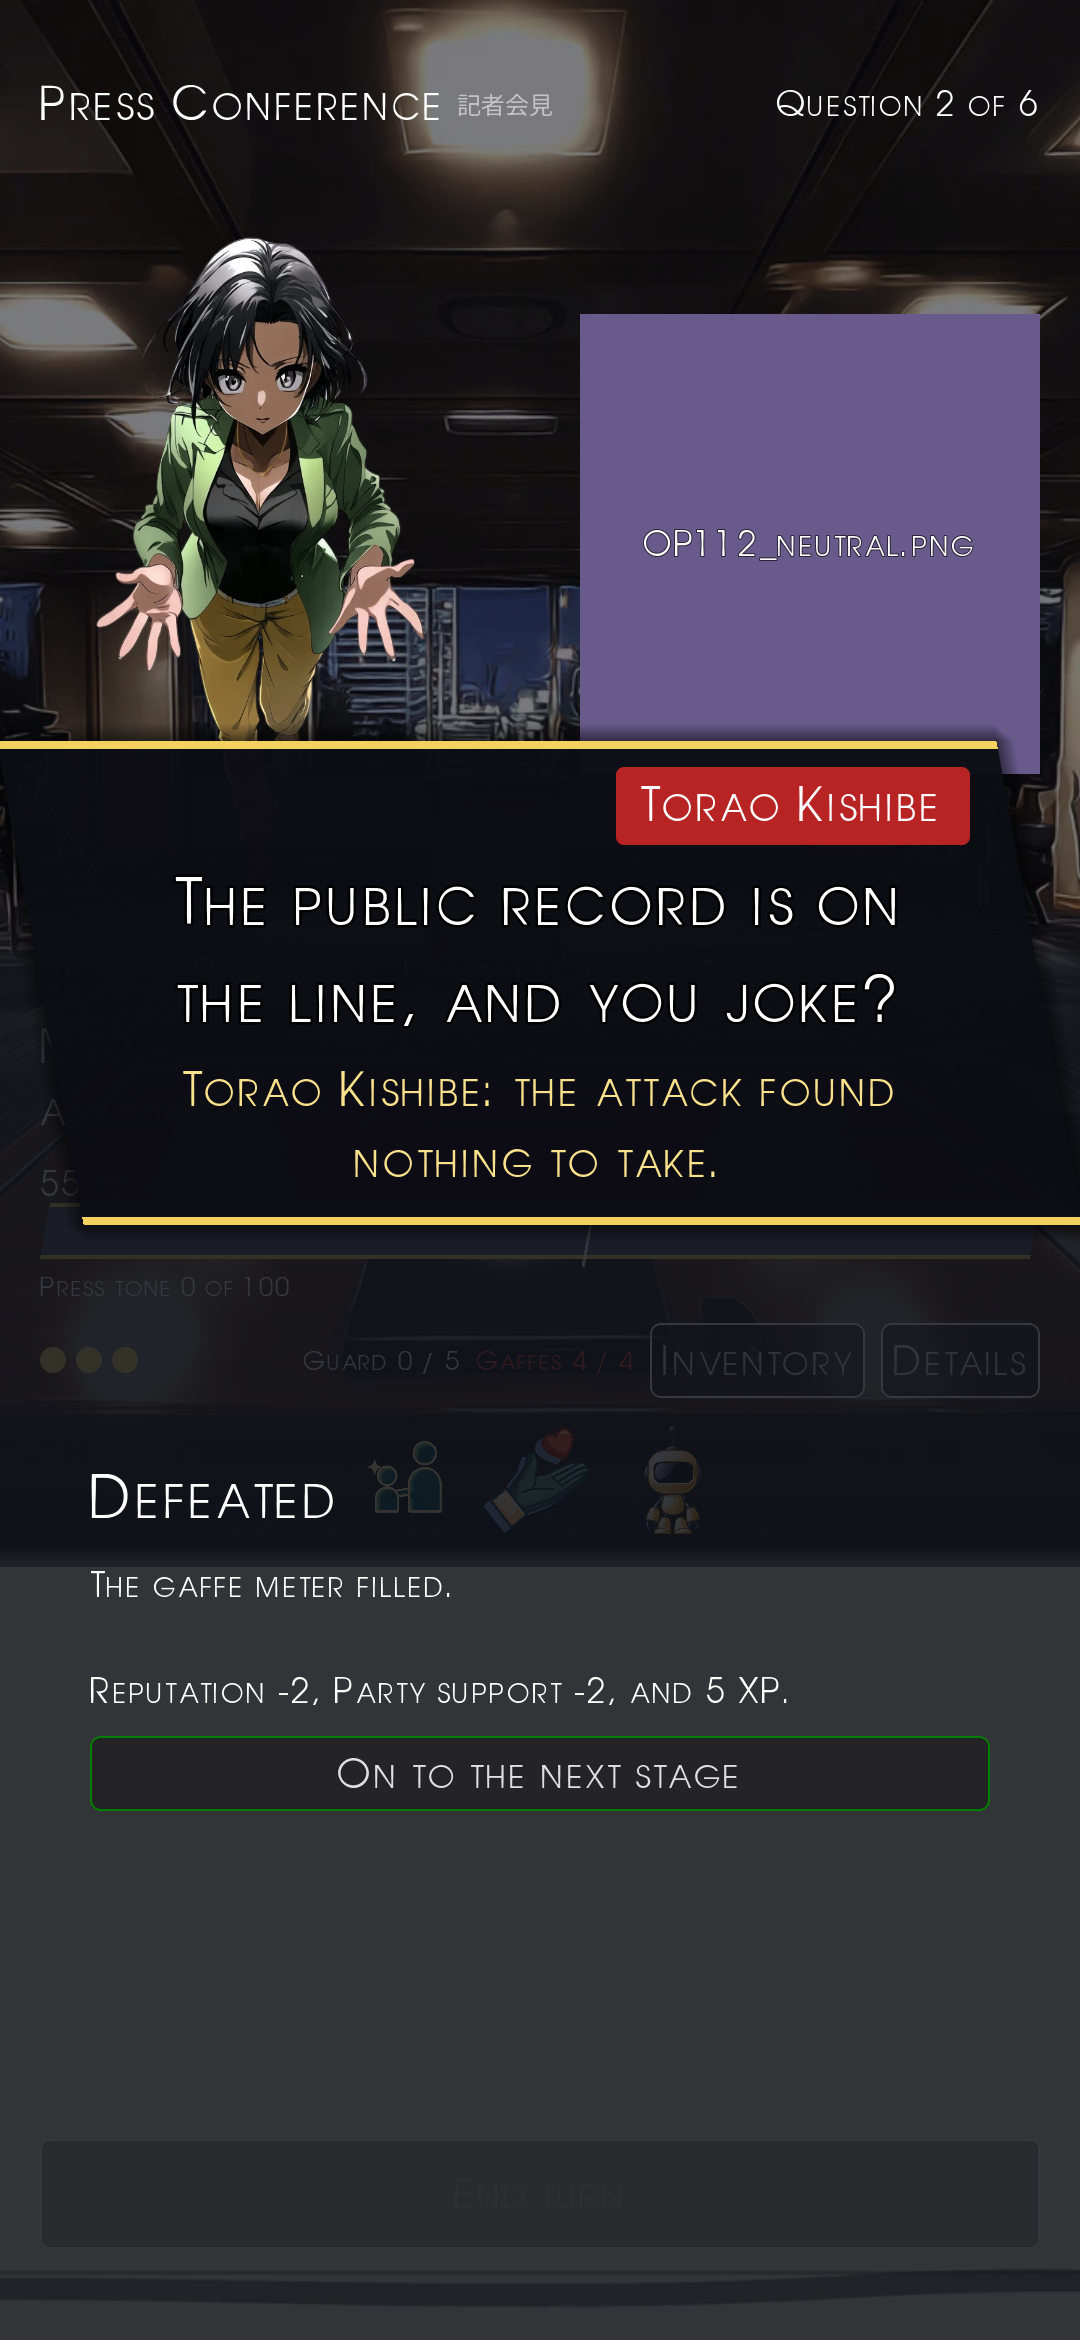 Press Conference 記者会見
Question 2 of 6
OP112_neutral.png
Torao Kishibe
The public record is on
the line, and you joke?
Torao Kishibe: the attack found
nothing to take.
55
Press tone 0 of 100
Guard 0 / 5 Gaffes 4 / 4
Inventory
Details
Defeated
The gaffe meter filled.
Reputation -2, Party support -2, and 5 XP.
On to the next stage
End turn